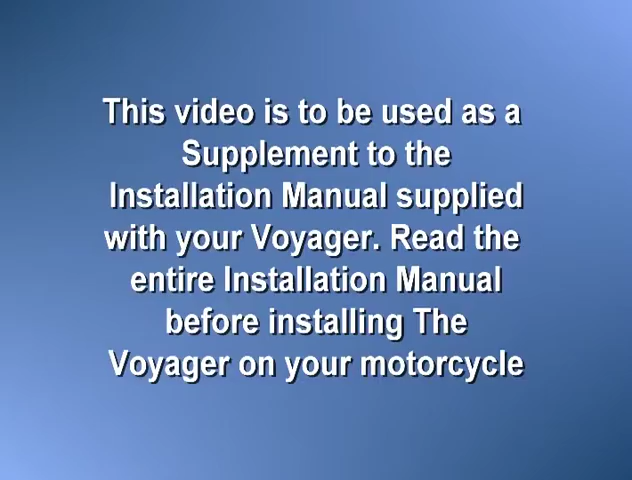 This video is to be used as a
Supplement to the
Installation Manual supplied
with your Voyager. Read the
entire Installation Manual
before installing The
Voyager on your motorcycle